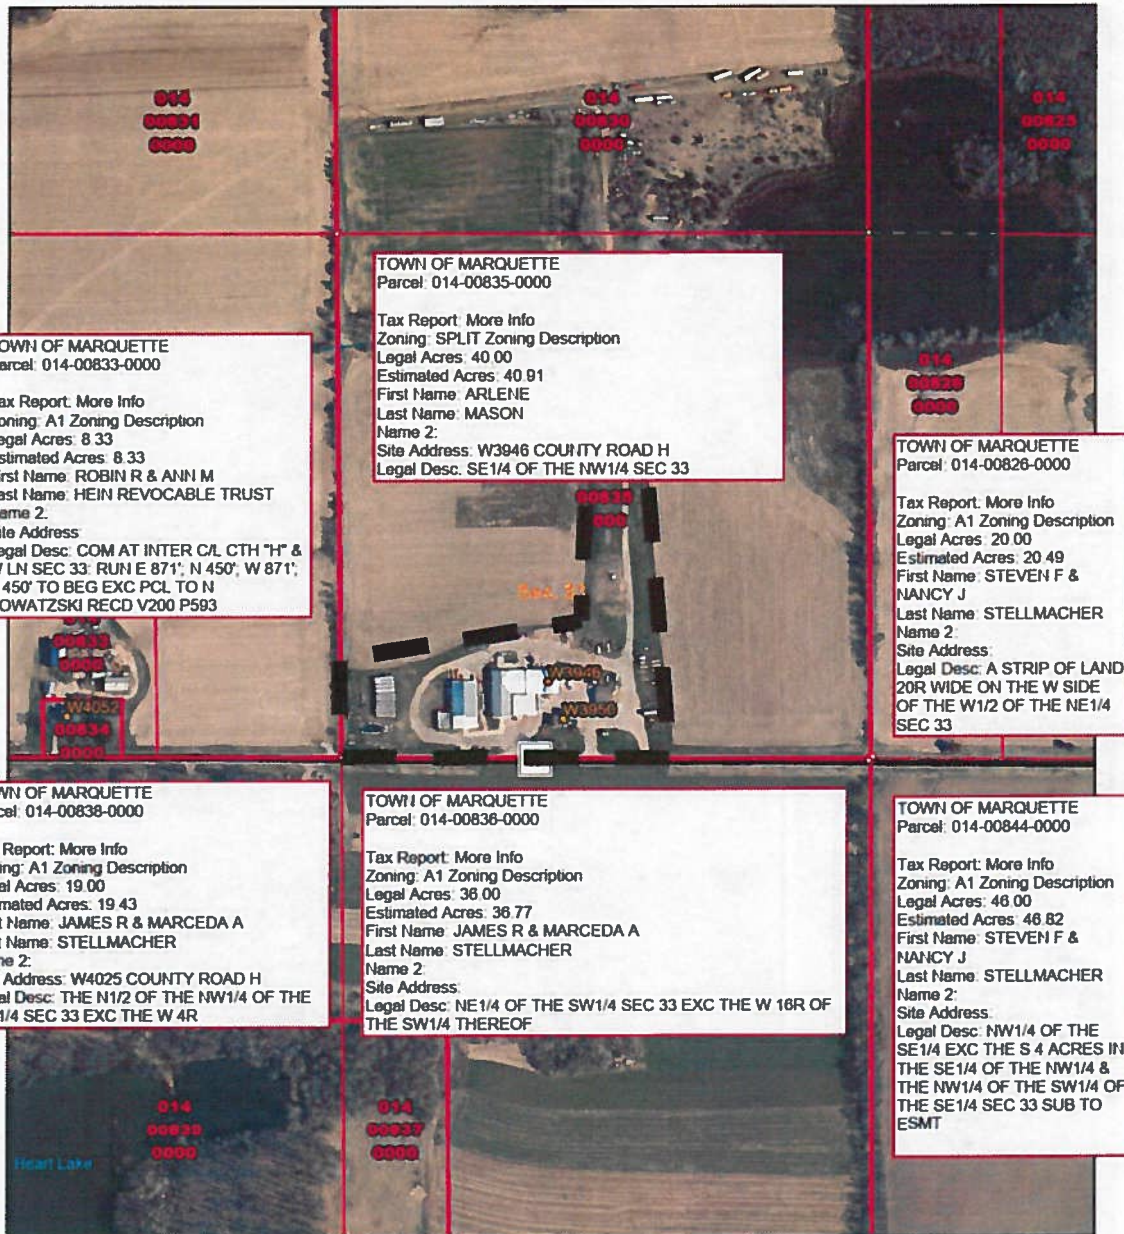 014
00831
0000
014
00830
0000
014
00825
0000
TOWN OF MARQUETTE
Parcel: 014-00835-0000
Tax Report: More Info
Zoning: SPLIT Zoning Description
Legal Acres: 40.00
Estimated Acres: 40.91
First Name: ARLENE
Last Name: MASON
Name 2:
Site Address: W3946 COUNTY ROAD H
Legal Desc: SE1/4 OF THE NW1/4 SEC 33
OWN OF MARQUETTE
arcel: 014-00833-0000
ax Report: More Info
oning: A1 Zoning Description
egal Acres: 8.33
stimated Acres: 8.33
irst Name: ROBIN R & ANN M
ast Name: HEIN REVOCABLE TRUST
ame 2:
ite Address
egal Desc: COM AT INTER C/L CTH "H" &
LN SEC 33: RUN E 871'; N 450'; W 871';
450' TO BEG EXC PCL TO N
OWATZSKI RECD V200 P593
014
00826
0000
TOWN OF MARQUETTE
Parcel: 014-00826-0000
Tax Report: More Info
Zoning: A1 Zoning Description
Legal Acres: 20.00
Estimated Acres: 20.49
First Name: STEVEN F &
NANCY J
Last Name: STELLMACHER
Name 2:
Site Address:
Legal Desc: A STRIP OF LAND
20R WIDE ON THE W SIDE
OF THE W1/2 OF THE NE1/4
SEC 33
00835
000
014
00833
0000
W4052
00834
0000
W3946
W3950
WN OF MARQUETTE
cel: 014-00838-0000
Report: More Info
ing: A1 Zoning Description
al Acres: 19.00
mated Acres: 19.43
t Name: JAMES R & MARCEDA A
t Name: STELLMACHER
me 2:
Address: W4025 COUNTY ROAD H
al Desc: THE N1/2 OF THE NW1/4 OF THE
1/4 SEC 33 EXC THE W 4R
TOWN OF MARQUETTE
Parcel: 014-00836-0000
Tax Report: More Info
Zoning: A1 Zoning Description
Legal Acres: 36.00
Estimated Acres: 36.77
First Name: JAMES R & MARCEDA A
Last Name: STELLMACHER
Name 2:
Site Address:
Legal Desc: NE1/4 OF THE SW1/4 SEC 33 EXC THE W 16R OF
THE SW1/4 THEREOF
TOWN OF MARQUETTE
Parcel: 014-00844-0000
Tax Report: More Info
Zoning: A1 Zoning Description
Legal Acres: 46.00
Estimated Acres: 46.82
First Name: STEVEN F &
NANCY J
Last Name: STELLMACHER
Name 2:
Site Address:
Legal Desc: NW1/4 OF THE
SE1/4 EXC THE S 4 ACRES IN
THE SE1/4 OF THE NW1/4 &
THE NW1/4 OF THE SW1/4 OF
THE SE1/4 SEC 33 SUB TO
ESMT
014
00839
0000
014
00837
0000
Heart Lake